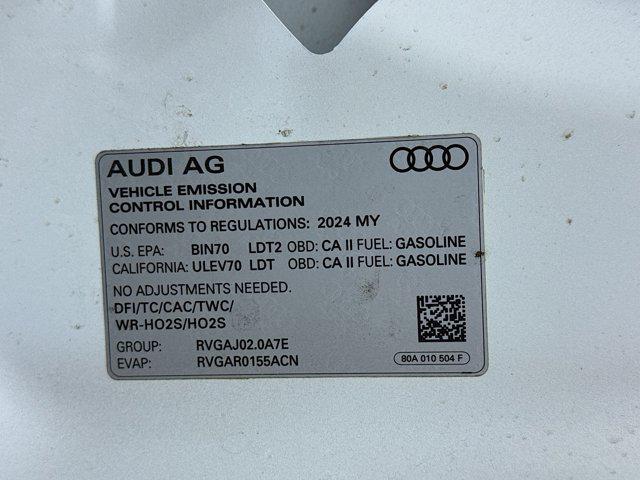 AUDI AG
VEHICLE EMISSION
CONTROL INFORMATION
CONFORMS TO REGULATIONS: 2024 MY
U.S. EPA: BIN70 LDT2 OBD: CA II FUEL: GASOLINE
CALIFORNIA: ULEV70 LDT OBD: CA II FUEL: GASOLINE
NO ADJUSTMENTS NEEDED.
DFI/TC/CAC/TWC/
WR-HO2S/HO2S
GROUP: RVGAJ02.0A7E
EVAP: RVGAR0155ACN
80A 010 504 F